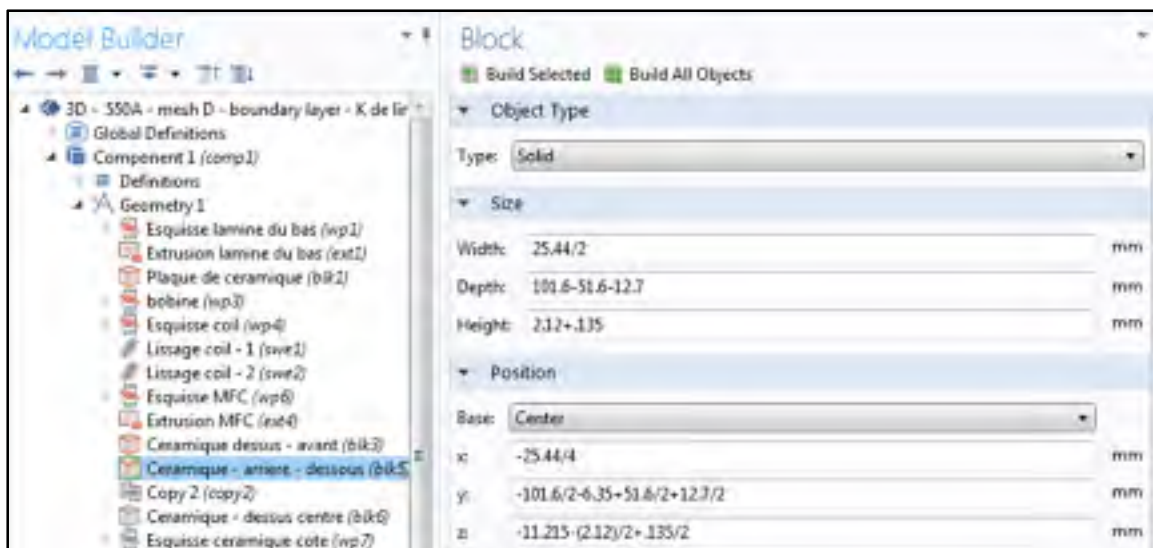 Model Builder
3D - 550A - mesh D - boundary layer - K de lir
Global Definitions
Component 1 (comp1)
Definitions
Geometry 1
Esquisse lamine du bas (wp1)
Extrusion lamine du bas (ext1)
Plaque de ceramique (blk1)
bobine (wp3)
Esquisse coil (wp4)
Lissage coil - 1 (swe1)
Lissage coil - 2 (swe2)
Esquisse MFC (wp6)
Extrusion MFC (ext4)
Ceramique dessus - avant (blk3)
Ceramique - arriere - dessous (blk5
Copy 2 (copy2)
Ceramique - dessus centre (blk6)
Esquisse ceramique cote (wp7)
Block
Build Selected Build All Objects
Object Type
Type: Solid
Size
Width: 25.44/2 mm
Depth: 101.6-51.6-12.7 mm
Height: 2.12+.135 mm
Position
Base: Center
x: -25.44/4 mm
y: -101.6/2-6.35+51.6/2+12.7/2 mm
z: -11.215-(2.12)/2+.135/2 mm